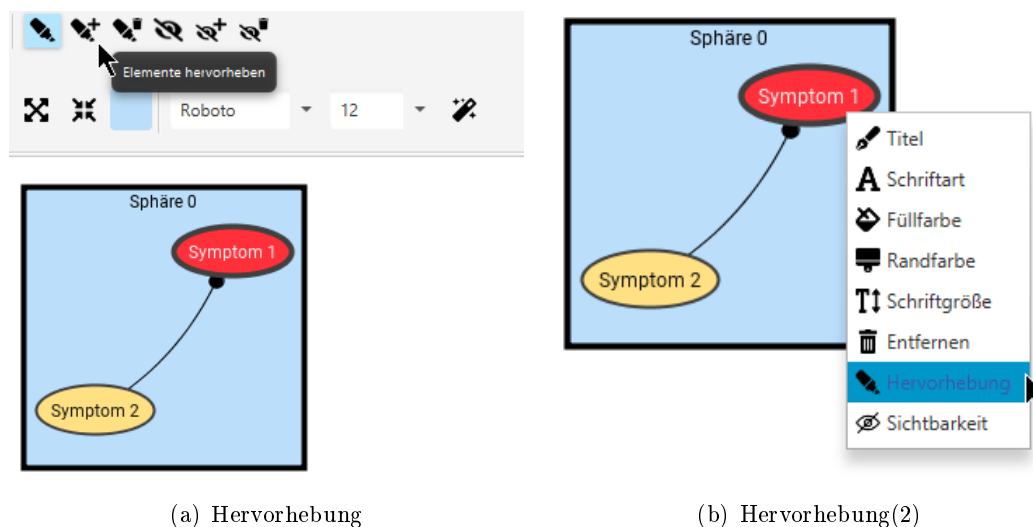 Elemente hervorheben
Roboto
12
Sphäre 0
Symptom 1
Symptom 2
(a) Hervorhebung
Sphäre 0
Symptom 1
Symptom 2
Titel
Schriftart
Füllfarbe
Randfarbe
Schriftgröße
Entfernen
Hervorhebung
Sichtbarkeit
(b) Hervorhebung(2)